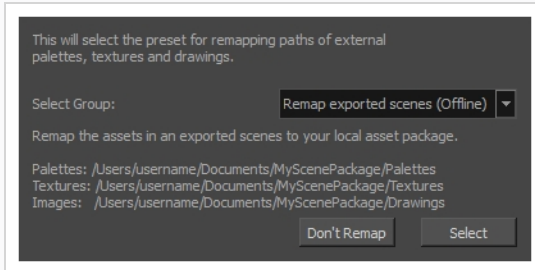 This will select the preset for remapping paths of external
palettes, textures and drawings.
Select Group: Remap exported scenes (Offline)
Remap the assets in an exported scenes to your local asset package.
Palettes: /Users/username/Documents/MyScenePackage/Palettes
Textures: /Users/username/Documents/MyScenePackage/Textures
Images: /Users/username/Documents/MyScenePackage/Drawings
Don't Remap Select